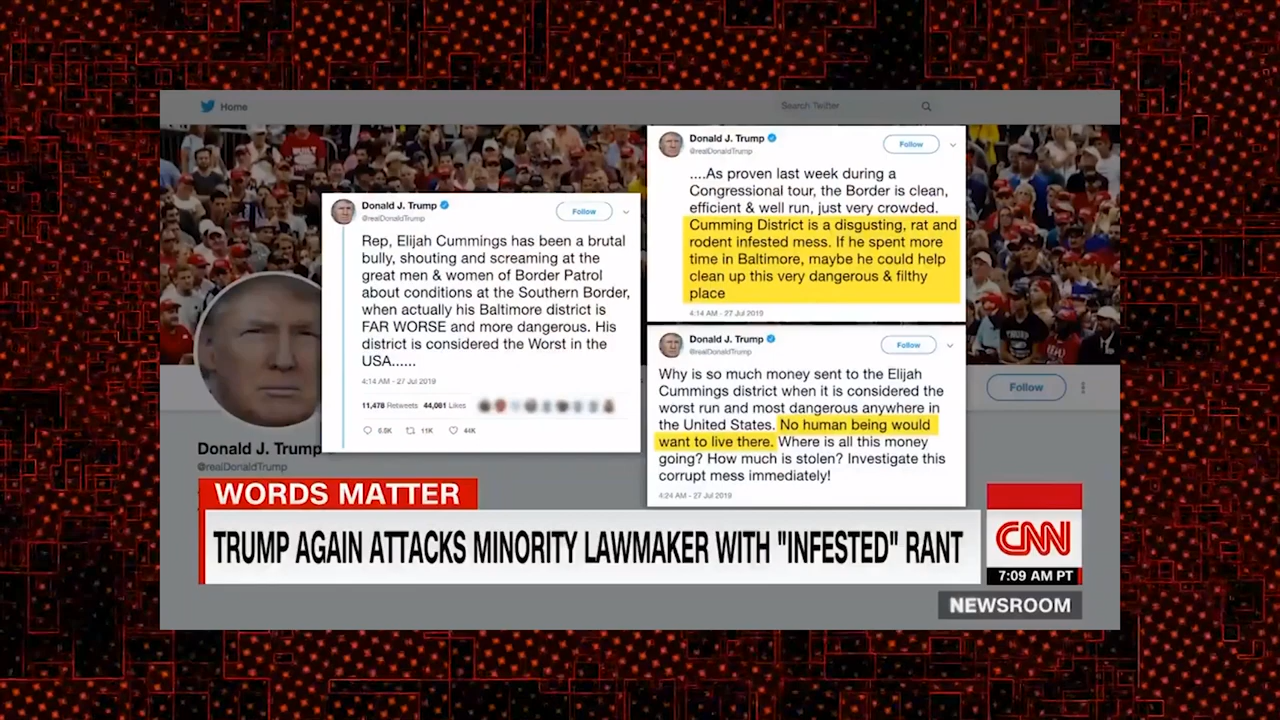 Home
Search Twitter
Donald J. Trump
@realDonaldTrump
Follow
Rep, Elijah Cummings has been a brutal
bully, shouting and screaming at the
great men & women of Border Patrol
about conditions at the Southern Border,
when actually his Baltimore district is
FAR WORSE and more dangerous. His
district is considered the Worst in the
USA......
4:14 AM - 27 Jul 2019
11,478 Retweets 44,061 Likes
6.5K 11K 44K
Donald J. Trump
@realDonaldTrump
Follow
....As proven last week during a
Congressional tour, the Border is clean,
efficient & well run, just very crowded.
Cumming District is a disgusting, rat and
rodent infested mess. If he spent more
time in Baltimore, maybe he could help
clean up this very dangerous & filthy
place
4:14 AM - 27 Jul 2019
Donald J. Trump
@realDonaldTrump
Follow
Why is so much money sent to the Elijah
Cummings district when it is considered the
worst run and most dangerous anywhere in
the United States. No human being would
want to live there. Where is all this money
going? How much is stolen? Investigate this
corrupt mess immediately!
4:24 AM - 27 Jul 2019
Follow
Donald J. Trump
@realDonaldTrump
WORDS MATTER
TRUMP AGAIN ATTACKS MINORITY LAWMAKER WITH "INFESTED" RANT
CNN
7:09 AM PT
NEWSROOM